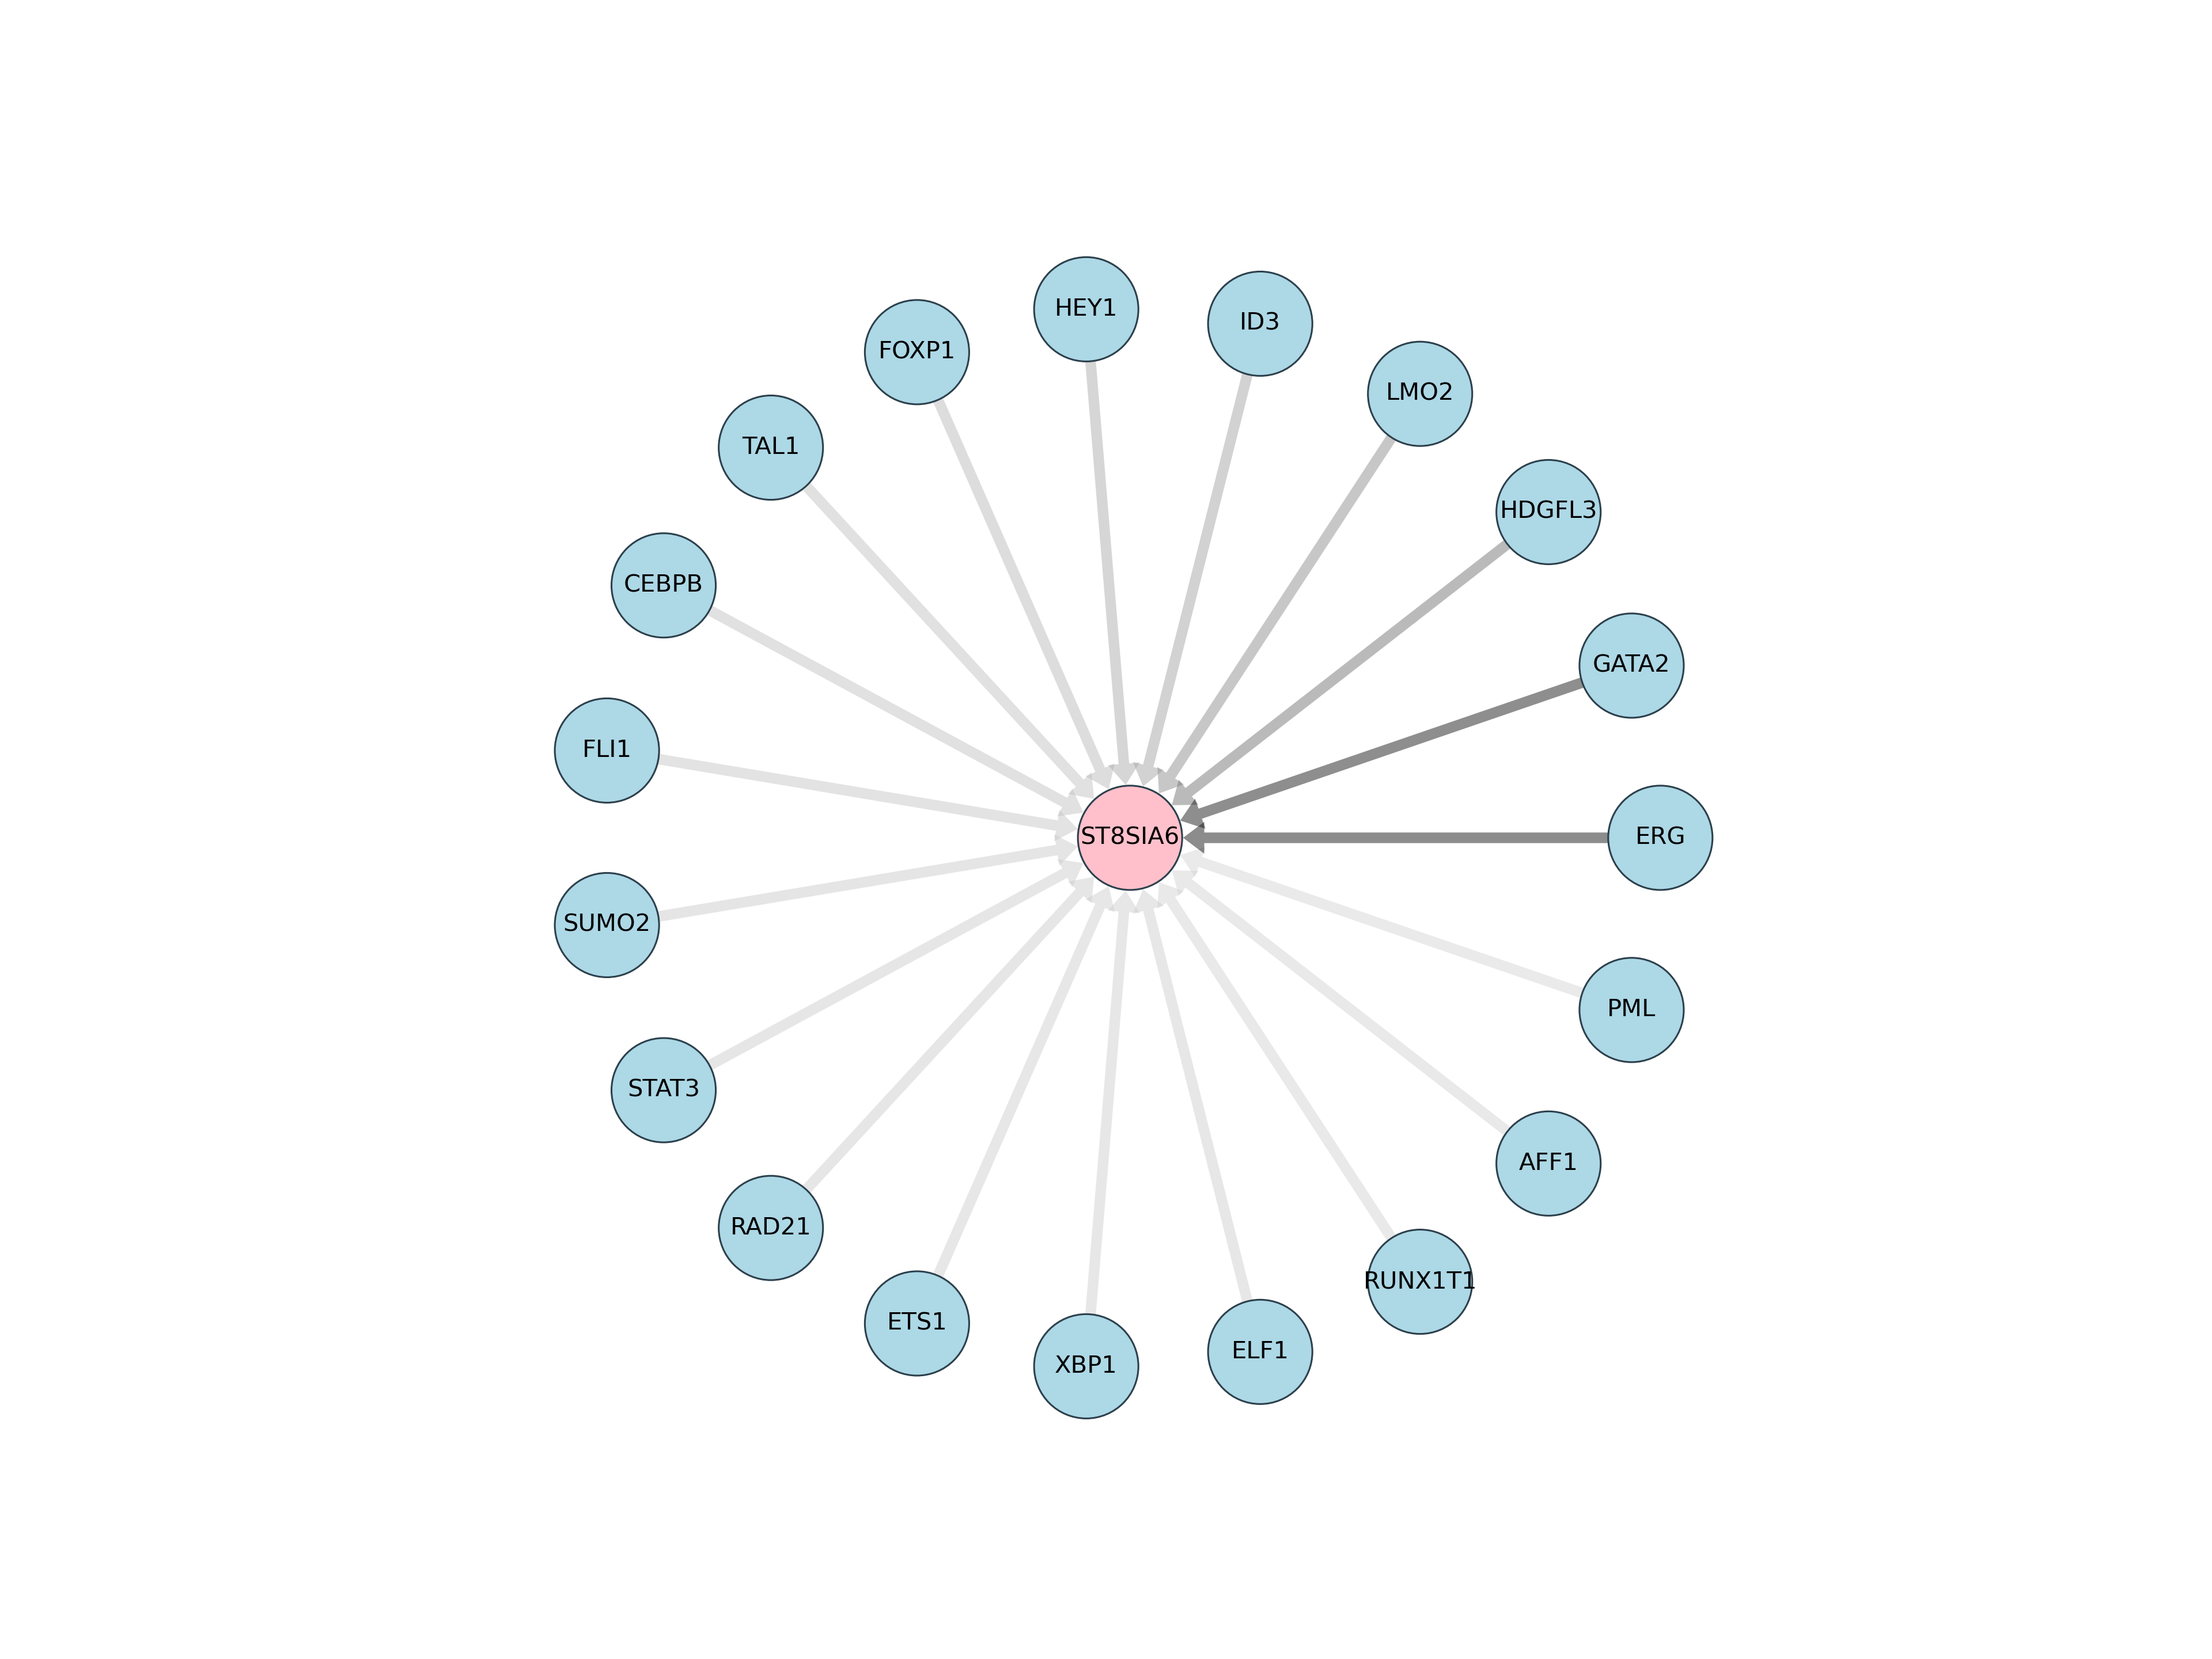 HEY1
ID3
FOXP1
LMO2
TAL1
HDGFL3
CEBPB
GATA2
FLI1
ST8SIA6
ERG
SUMO2
PML
STAT3
AFF1
RAD21
RUNX1T1
ETS1
ELF1
XBP1